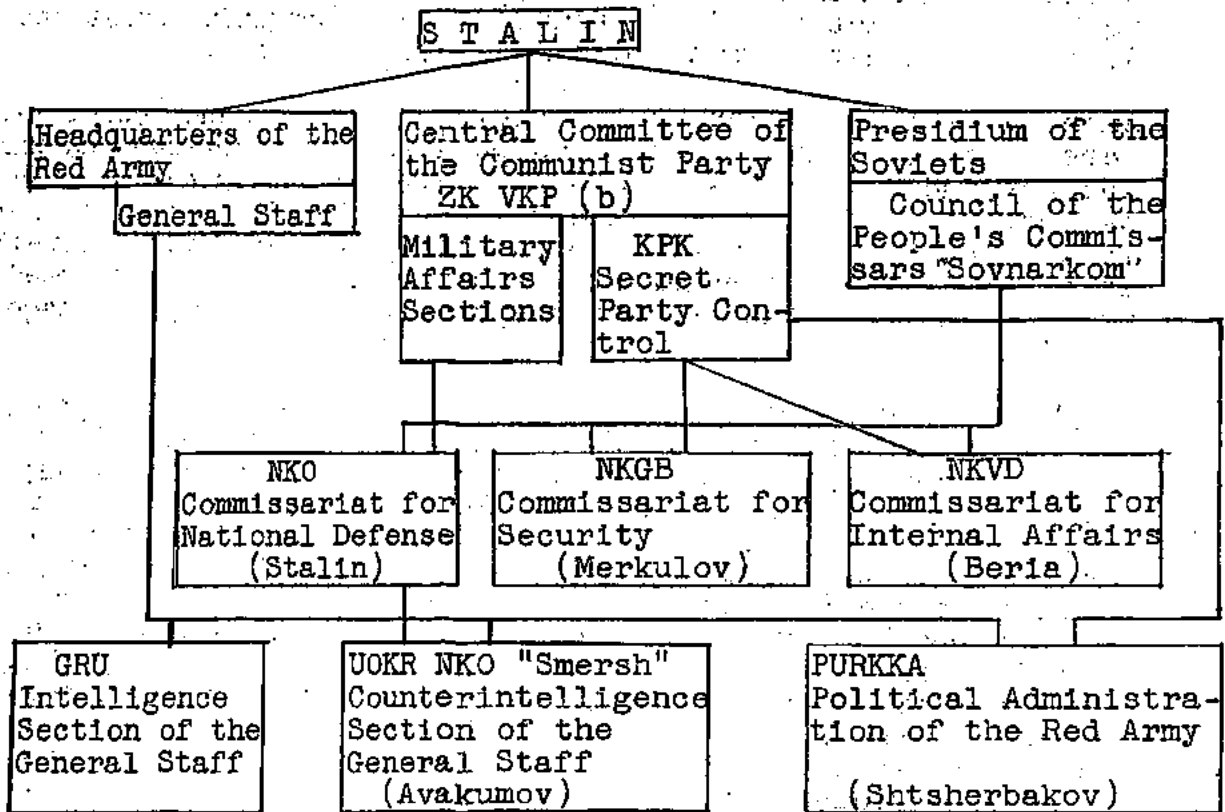 S T A L I N
Headquarters of the
Red Army
General Staff
Central Committee of
the Communist Party
ZK VKP (b)
Military
Affairs
Sections
KPK
Secret
Party Con-
trol
Presidium of the
Soviets
Council of the
People's Commis-
sars "Sovnarkom"
NKO
Commissariat for
National Defense
(Stalin)
NKGB
Commissariat for
Security
(Merkulov)
NKVD
Commissariat for
Internal Affairs
(Beria)
GRU
Intelligence
Section of the
General Staff
UOKR NKO "Smersh"
Counterintelligence
Section of the
General Staff
(Avakumov)
PURKKA
Political Administra-
tion of the Red Army
(Shtsherbakov)